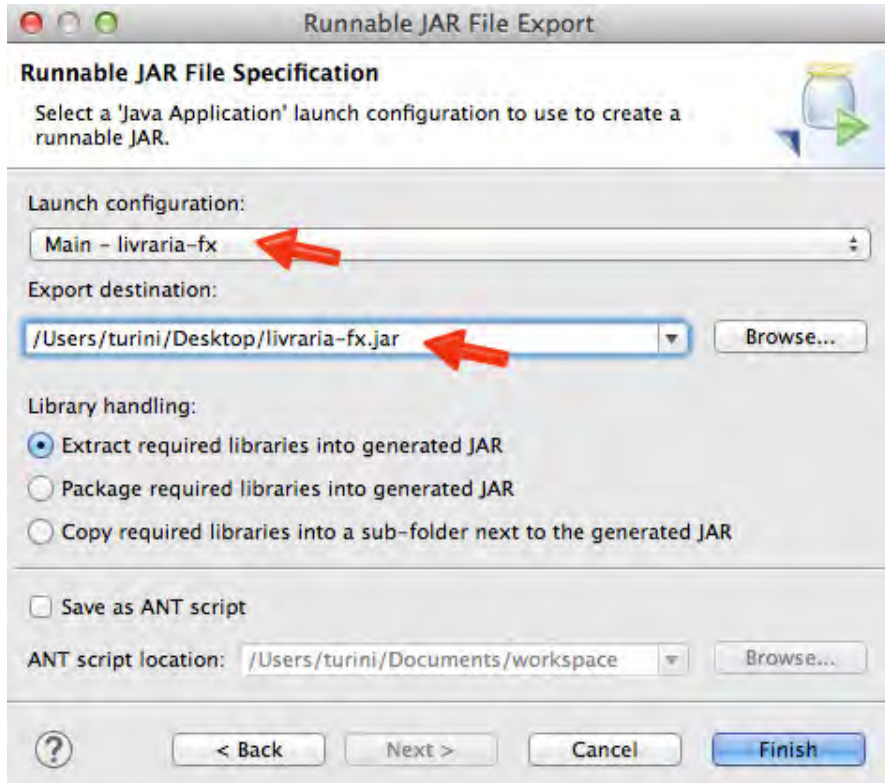 Runnable JAR File Export
Runnable JAR File Specification
Select a 'Java Application' launch configuration to use to create a
runnable JAR.
Launch configuration:
Main – livraria-fx
Export destination:
/Users/turini/Desktop/livraria-fx.jar
Browse...
Library handling:
Extract required libraries into generated JAR
Package required libraries into generated JAR
Copy required libraries into a sub-folder next to the generated JAR
Save as ANT script
ANT script location: /Users/turini/Documents/workspace Browse...
? < Back Next > Cancel Finish